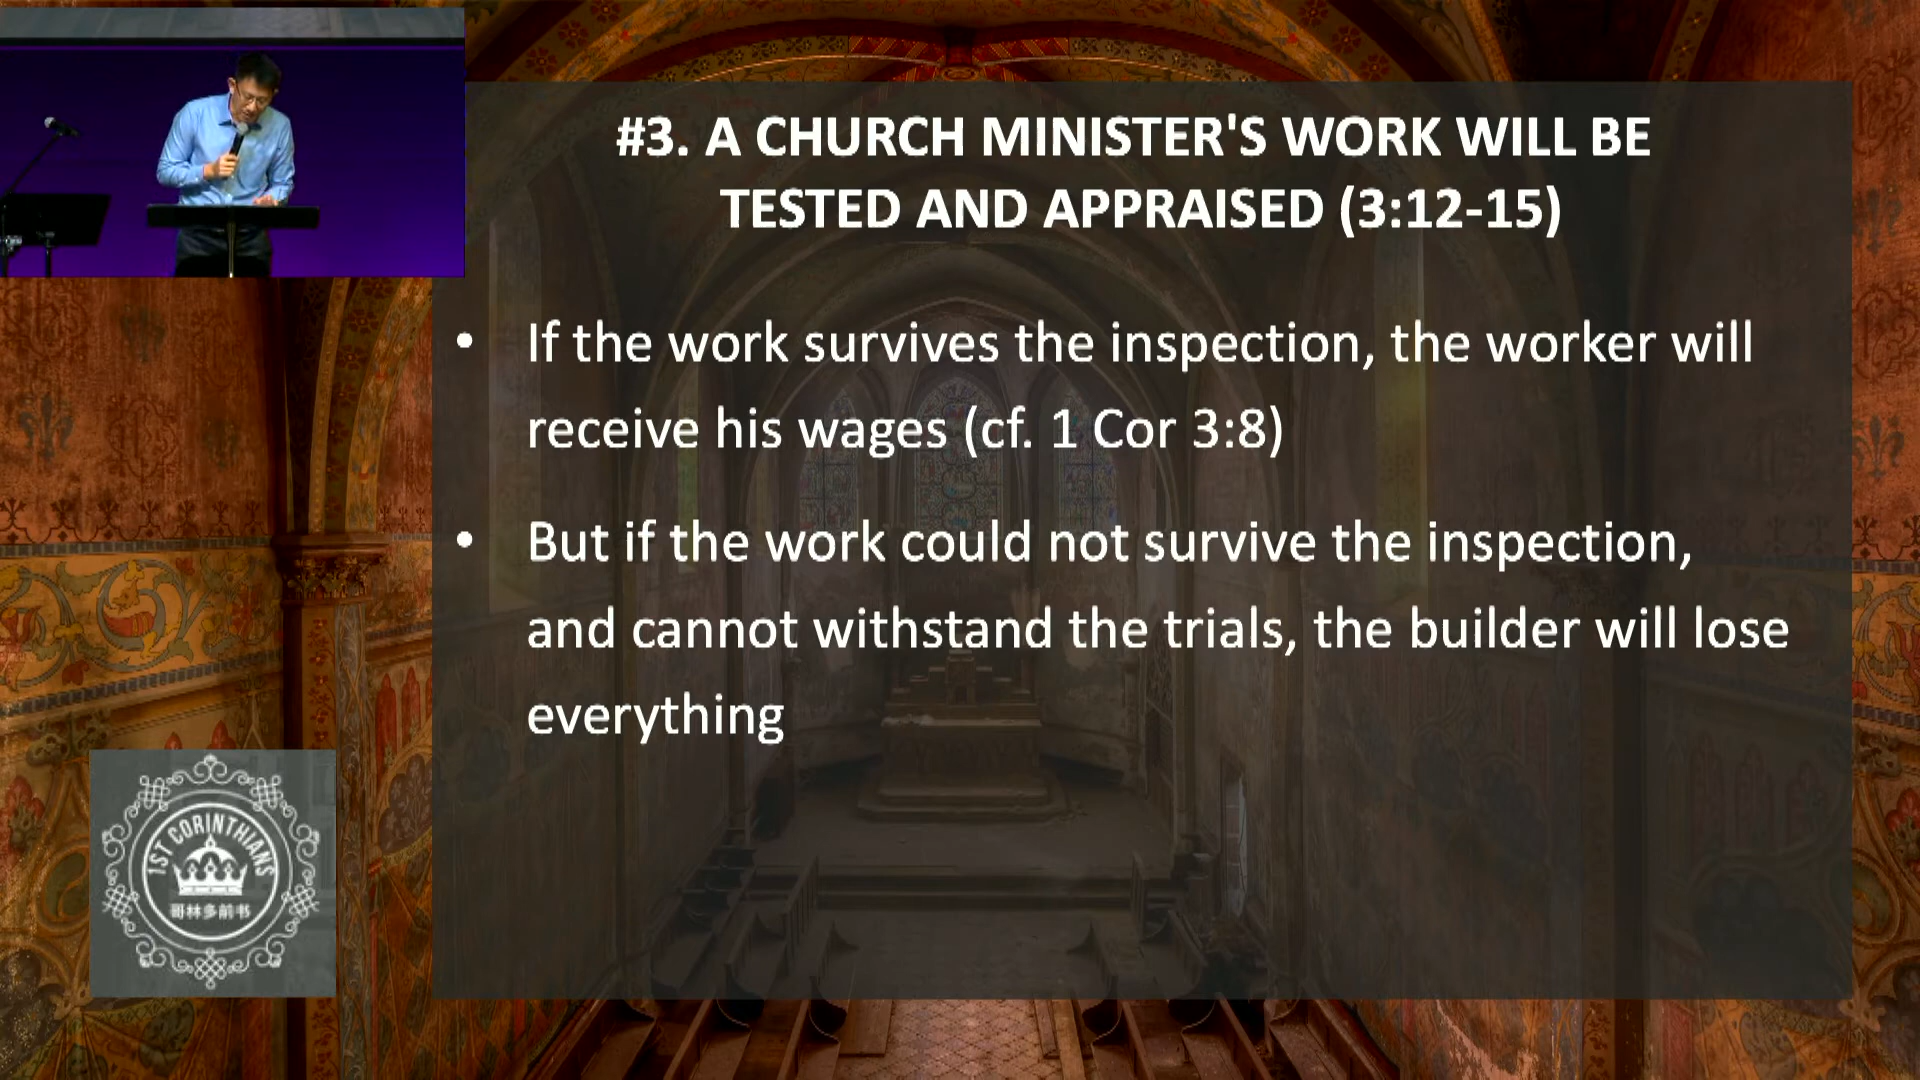 #3. A CHURCH MINISTER'S WORK WILL BE
TESTED AND APPRAISED (3:12-15)
• If the work survives the inspection, the worker will
receive his wages (cf. 1 Cor 3:8)
• But if the work could not survive the inspection,
and cannot withstand the trials, the builder will lose
everything
1ST CORINTHIANS
哥林多前书